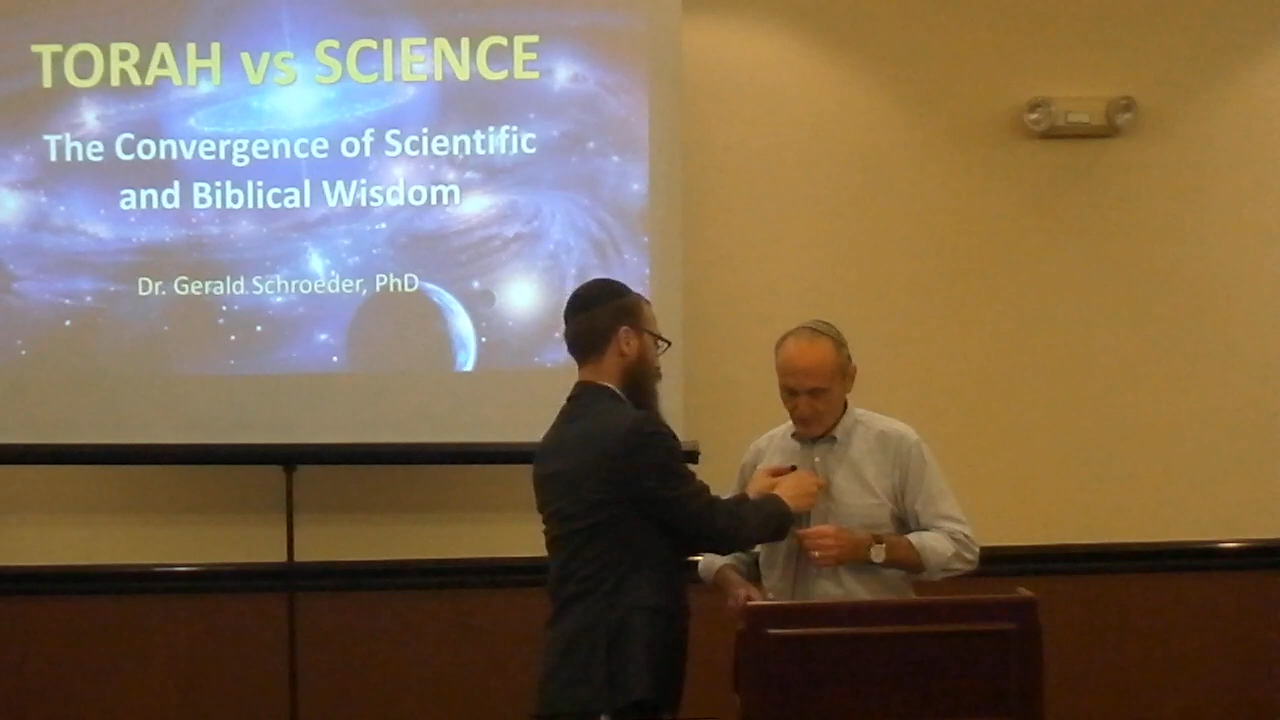 TORAH vs SCIENCE
The Convergence of Scientific
and Biblical Wisdom
Dr. Gerald Schroeder, PhD